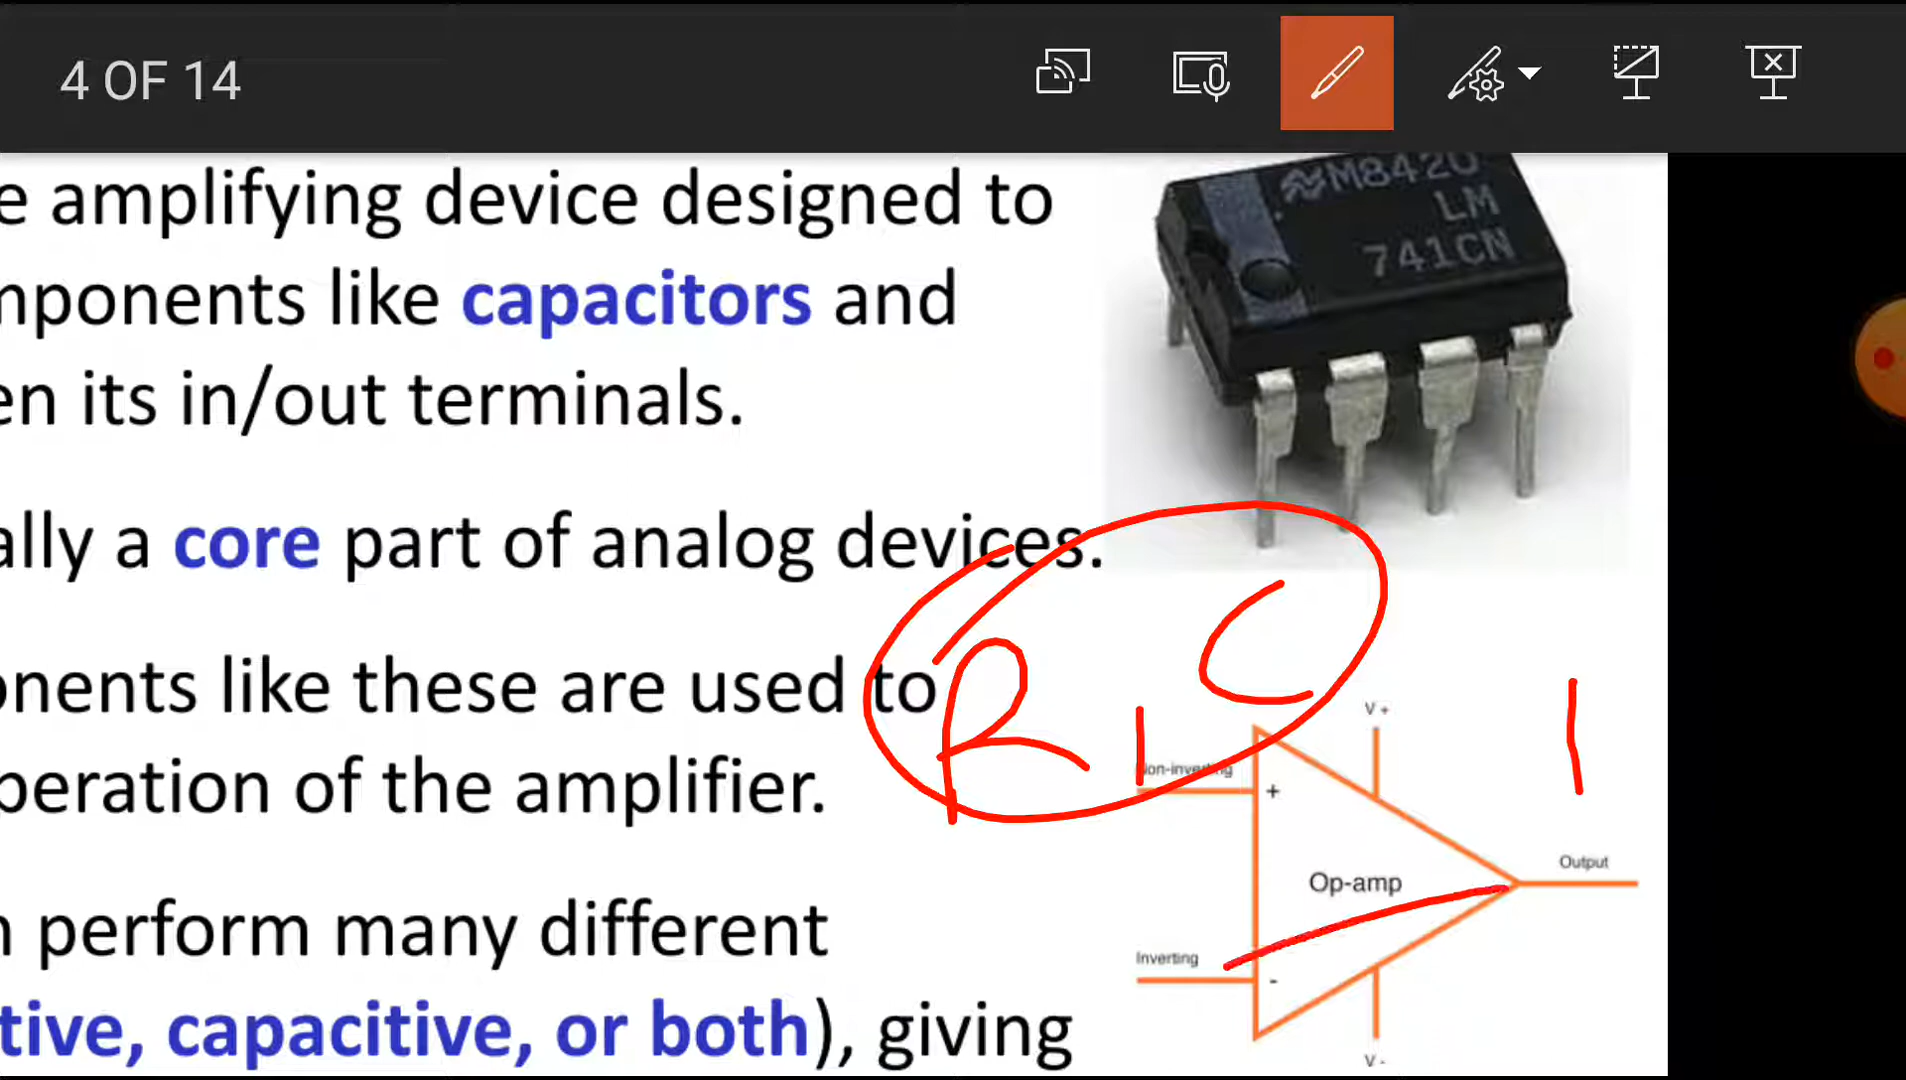 4 OF 14
e amplifying device designed to
mponents like capacitors and
en its in/out terminals.
ally a core part of analog devices.
onents like these are used to
peration of the amplifier.
n perform many different
tive, capacitive, or both), giving
M8420
LM
741CN
R, C
V +
Non-inverting
+
Op-amp
Output
Inverting
-
V -